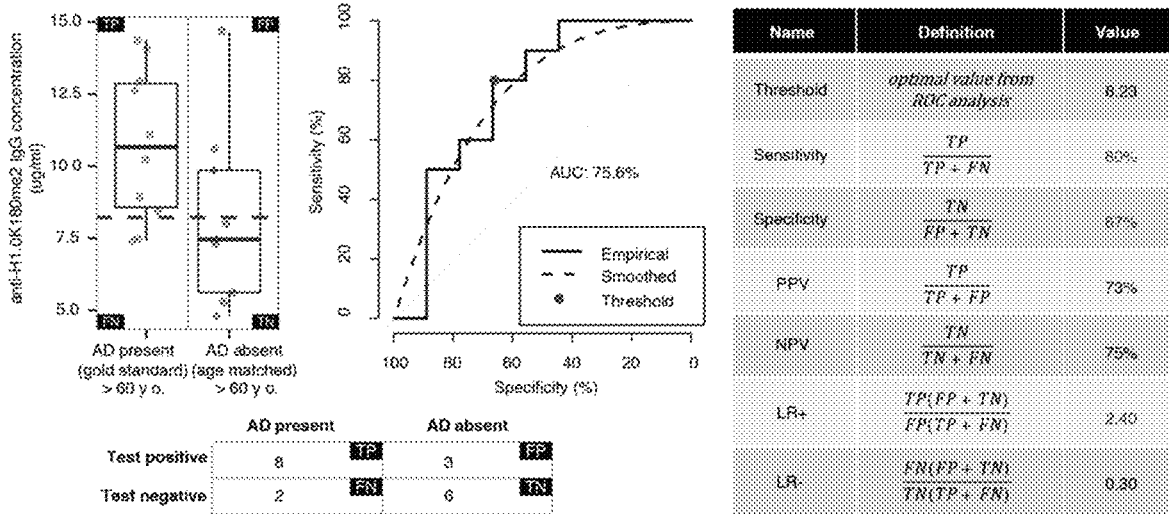 anti-H1.0K180me2 IgG concentration
(ug/ml)
15.0
12.5
10.0
7.5
5.0
TP
FP
FN
TN
AD present
(gold standard)
> 60 y o.
AD absent
(age matched)
> 60 y o.
Sensitivity (%)
100
80
60
40
20
0
AUC: 75.6%
Empirical
Smoothed
Threshold
100
80
60
40
20
0
Specificity (%)
AD present AD absent
Test positive 8 TP 3 FP
Test negative 2 FN 6 TN
Name Definition Value
Threshold optimal value from 8.23
ROC analysis
Sensitivity TP 80%
TP + FN
Specificity TN 67%
FP + TN
PPV TP 73%
TP + FP
NPV TN 75%
TN + FN
LR+ TP(FP + TN) 2.40
FP(TP + FN)
LR- FN(FP + TN) 0.30
TN(TP + FN)